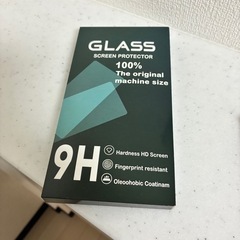 GLASS
SCREEN PROTECTOR
100%
The original
machine size
9H
Hardness HD Screen
Fingerprint resistant
Oleoohobic Coatinam